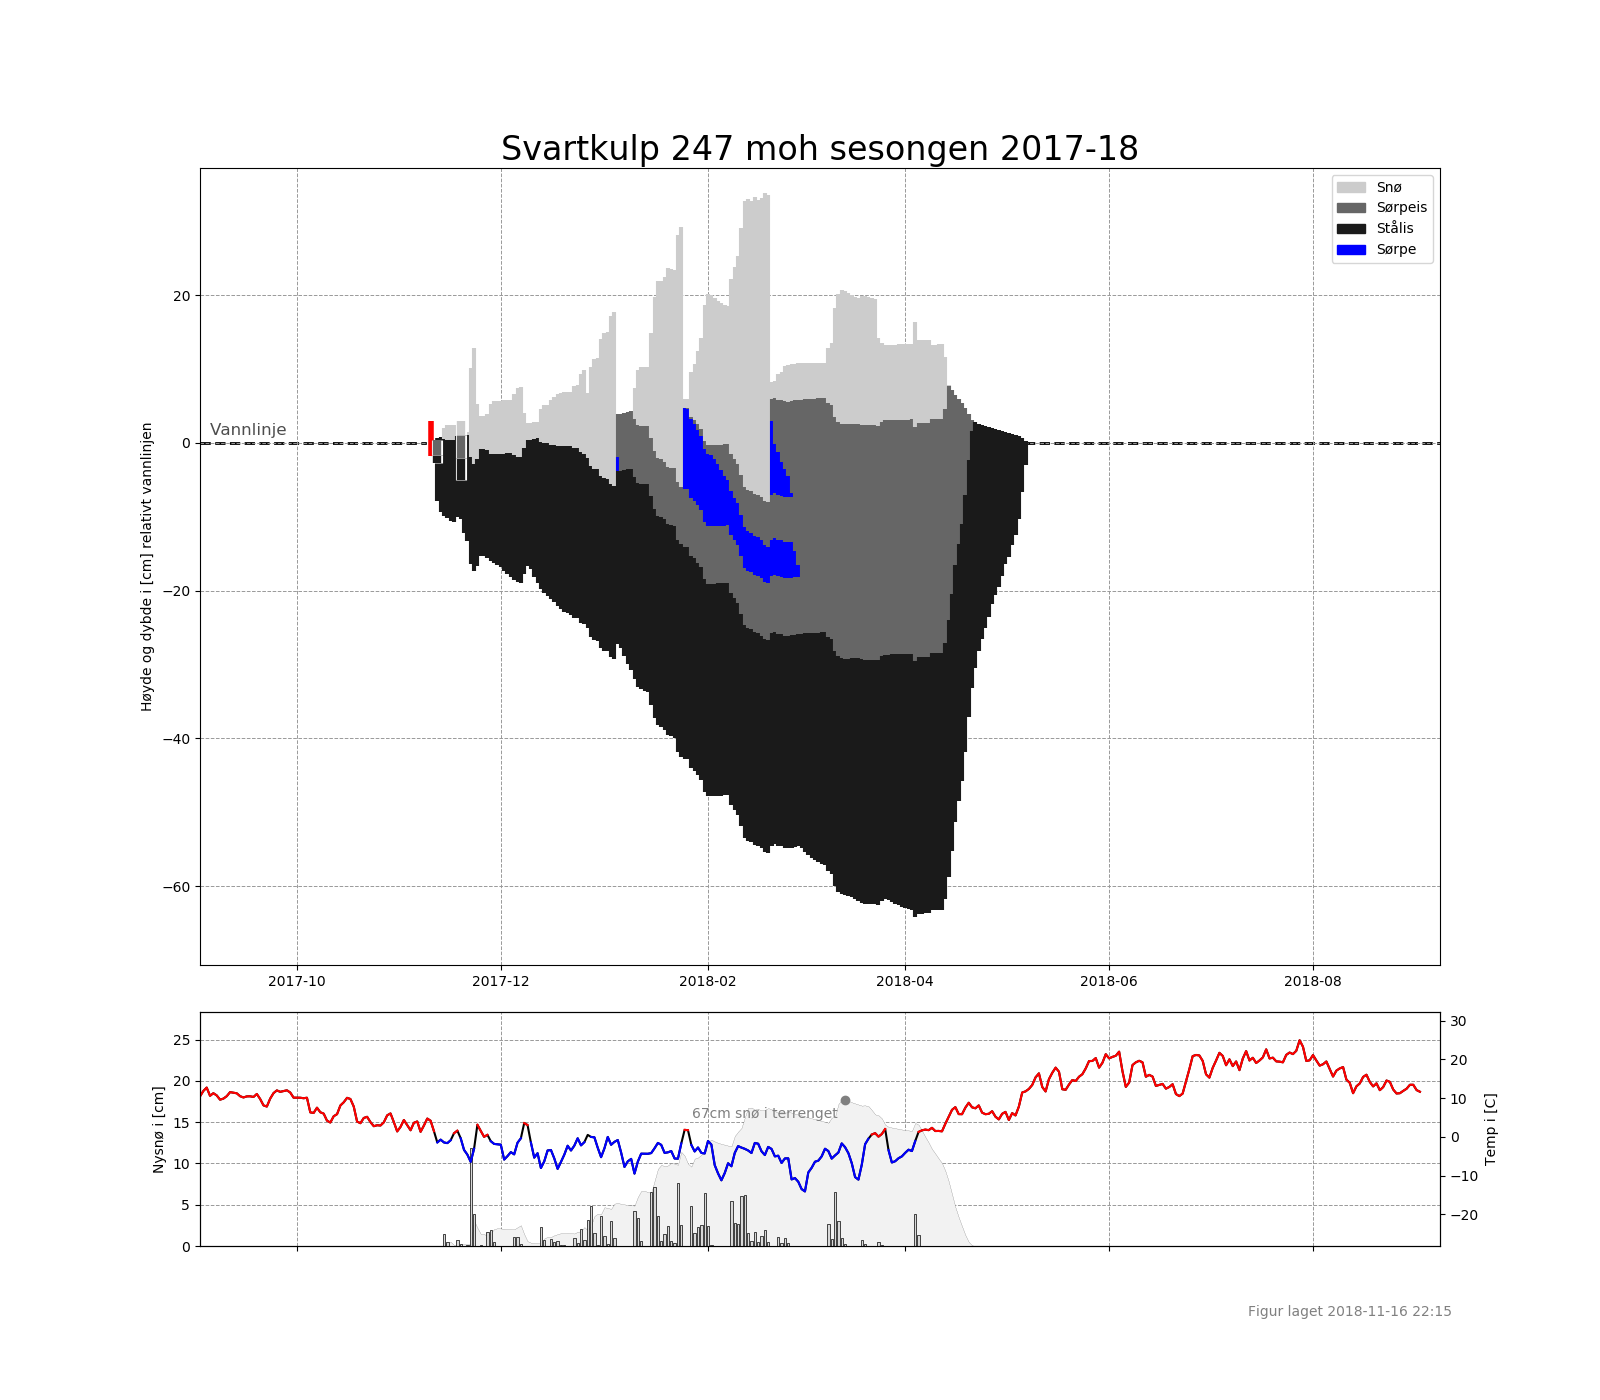 Svartkulp 247 moh sesongen 2017-18
Snø
Sørpeis
Stålis
Sørpe
Vannlinje
Høyde og dybde i [cm] relativt vannlinjen
20
0
−20
−40
−60
2017-10 2017-12 2018-02 2018-04 2018-06 2018-08
Nysnø i [cm]
25
20
15
10
5
0
67cm snø i terrenget
30
20
10
0
−10
−20
Temp i [C]
Figur laget 2018-11-16 22:15